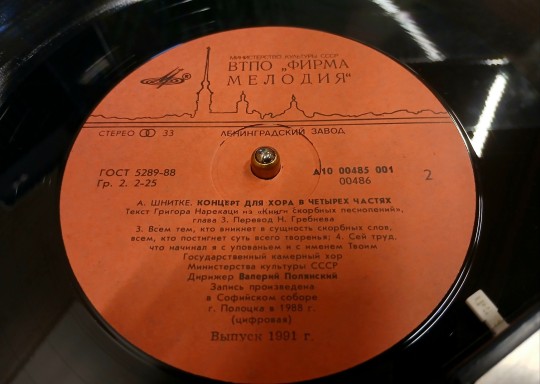 МИНИСТЕРСТВО КУЛЬТУРЫ СССР
ВТПО „ФИРМА
МЕЛОДИЯ"
СТЕРЕО 33
ЛЕНИНГРАДСКИЙ ЗАВОД
ГОСТ 5289-88
Гр. 2. 2-25
А10 00485 001
00486
2
А. ШНИТКЕ. КОНЦЕРТ ДЛЯ ХОРА В ЧЕТЫРЕХ ЧАСТЯХ
Текст Григора Нарекаци из «Книги скорбных песнопений»,
глава 3. Перевод Н. Гребнева
3. Всем тем, кто вникнет в сущность скорбных слов,
всем, кто постигнет суть всего творенья; 4. Сей труд,
что начинал я с упованьем и с именем Твоим
Государственный камерный хор
Министерства культуры СССР
Дирижер Валерий Полянский
Запись произведена
в Софийском соборе
г. Полоцка в 1988 г.
(цифровая)
Выпуск 1991 г.